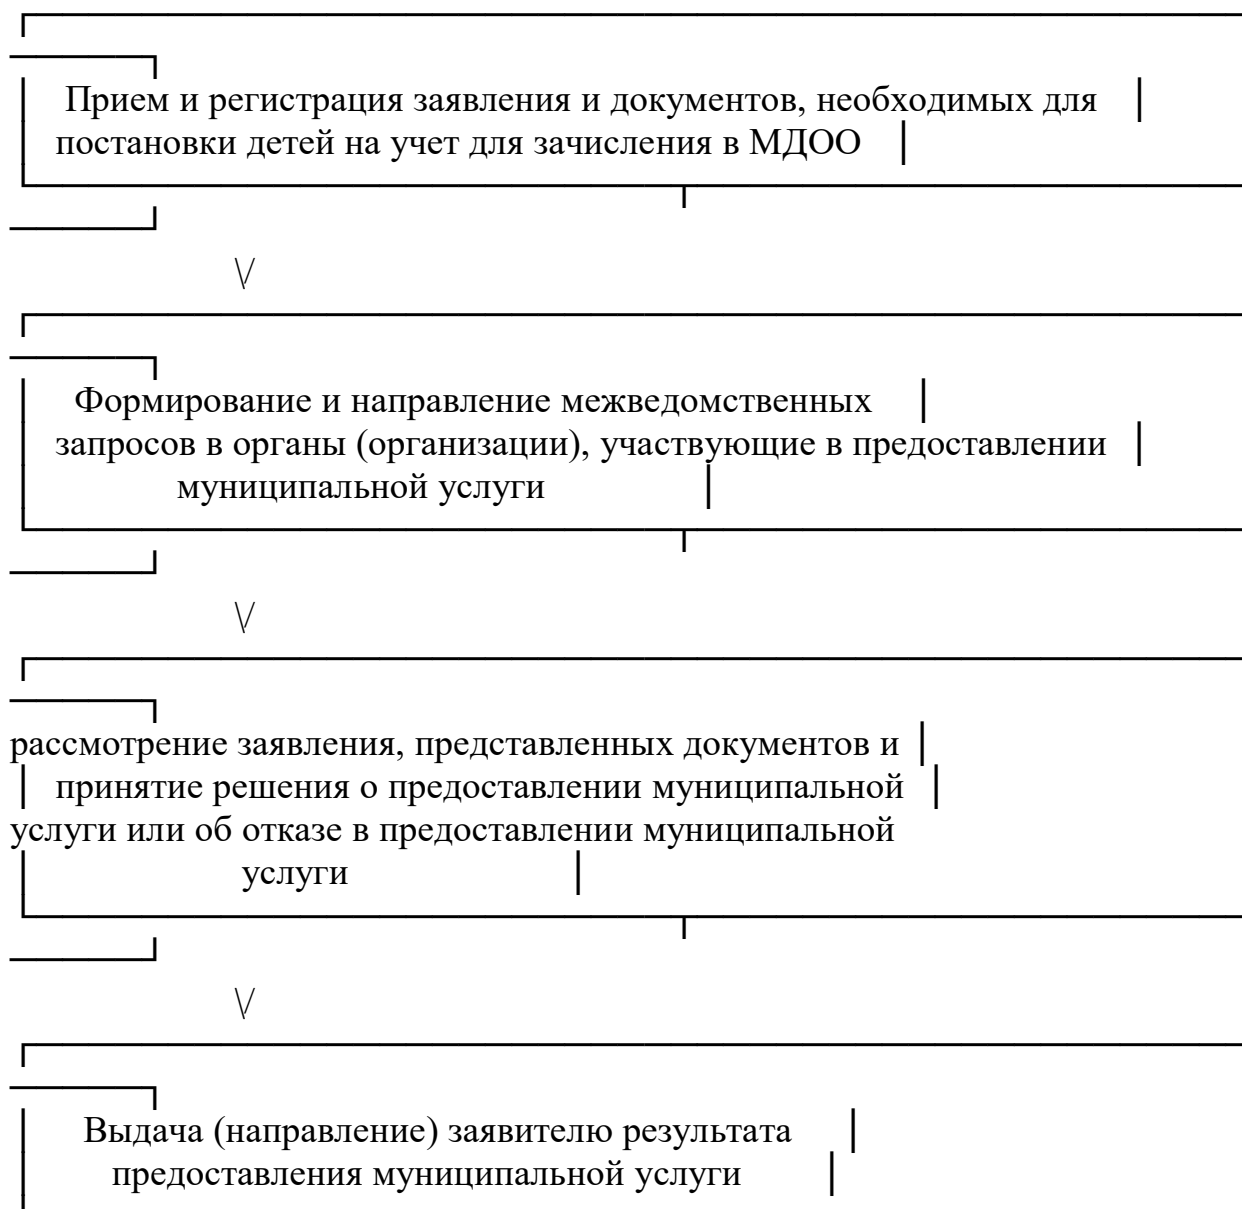 Прием и регистрация заявления и документов, необходимых для
постановки детей на учет для зачисления в МДОО
\/
Формирование и направление межведомственных
запросов в органы (организации), участвующие в предоставлении
муниципальной услуги
\/
рассмотрение заявления, представленных документов и
принятие решения о предоставлении муниципальной
услуги или об отказе в предоставлении муниципальной
услуги
\/
Выдача (направление) заявителю результата
предоставления муниципальной услуги